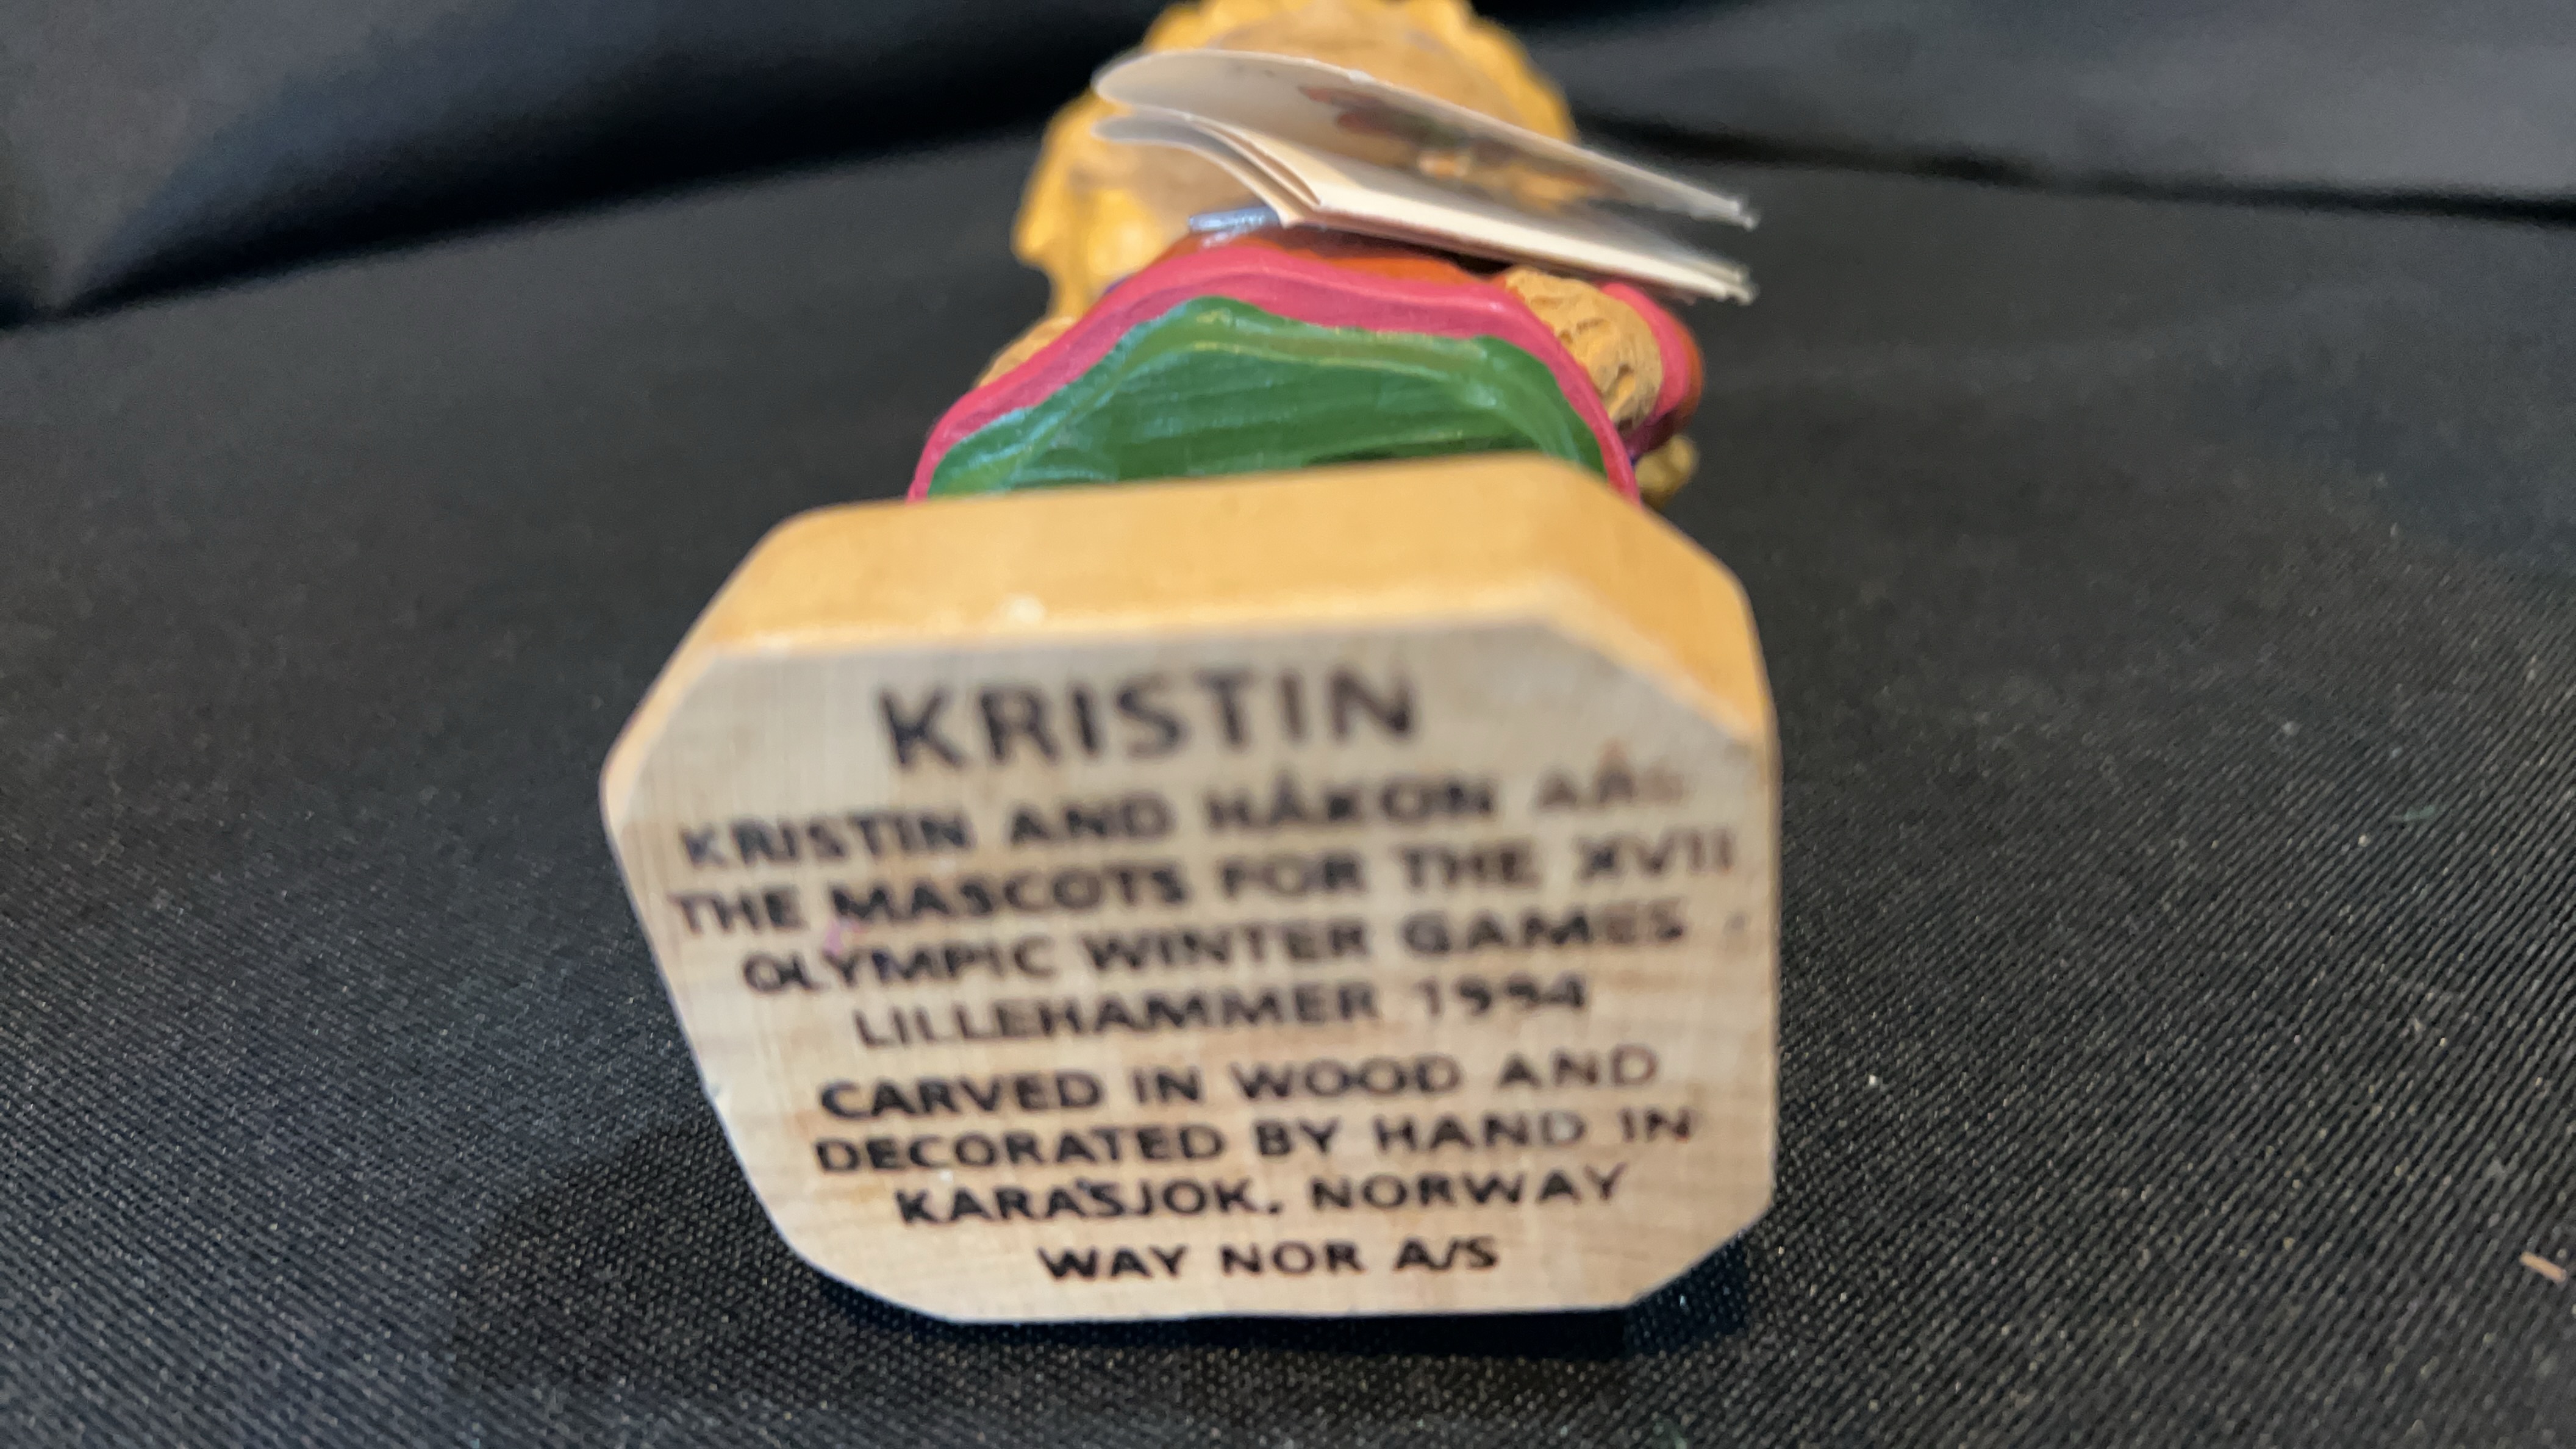 KRISTIN
KRISTIN AND HÅKON
THE MASCOTS FOR THE XVII
OLYMPIC WINTER GAMES
LILLEHAMMER 1994
CARVED IN WOOD AND
DECORATED BY HAND IN
KARASJOK. NORWAY
WAY NOR A/S